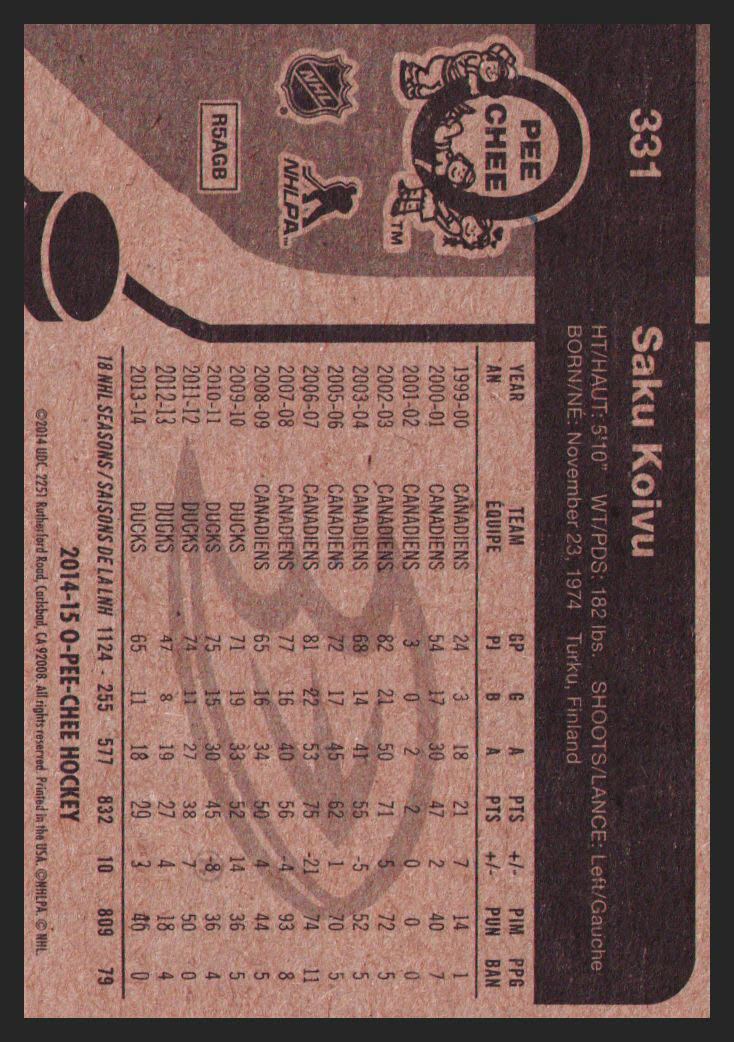 331
Saku Koivu
HT/HAUT: 5'10" WT/PDS: 182 lbs. SHOOTS/LANCE: Left/Gauche
BORN/NÉ: November 23, 1974 Turku, Finland
PEE
CHEE
TM
NHL
®
NHLPA™
R5AGB
YEAR TEAM GP G A PTS +/- PIM PPG
AN ÉQUIPE PJ B A PTS +/- PUN BAN
1999-00 CANADIENS 24 3 18 21 7 14 1
2000-01 CANADIENS 54 17 30 47 2 40 7
2001-02 CANADIENS 3 0 2 2 0 0 0
2002-03 CANADIENS 82 21 50 71 5 72 5
2003-04 CANADIENS 68 14 41 55 -5 52 5
2005-06 CANADIENS 72 17 45 62 1 70 5
2006-07 CANADIENS 81 22 53 75 -21 74 11
2007-08 CANADIENS 77 16 40 56 -4 93 8
2008-09 CANADIENS 65 16 34 50 4 44 5
2009-10 DUCKS 71 19 33 52 14 36 5
2010-11 DUCKS 75 15 30 45 -8 36 4
2011-12 DUCKS 74 11 27 38 7 50 0
2012-13 DUCKS 47 8 19 27 4 18 4
2013-14 DUCKS 65 11 18 29 3 46 0
18 NHL SEASONS/SAISONS DE LA LNH 1124 255 577 832 10 809 79
2014-15 O-PEE-CHEE HOCKEY
©2014 UDC. 2251 Rutherford Road, Carlsbad, CA 92008. All rights reserved. Printed in the USA. ©NHLPA. © NHL.